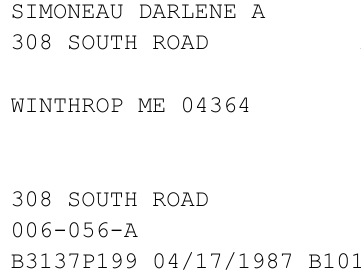 SIMONEAU DARLENE A
308 SOUTH ROAD
WINTHROP ME 04364
308 SOUTH ROAD
006-056-A
B3137P199 04/17/1987 B101